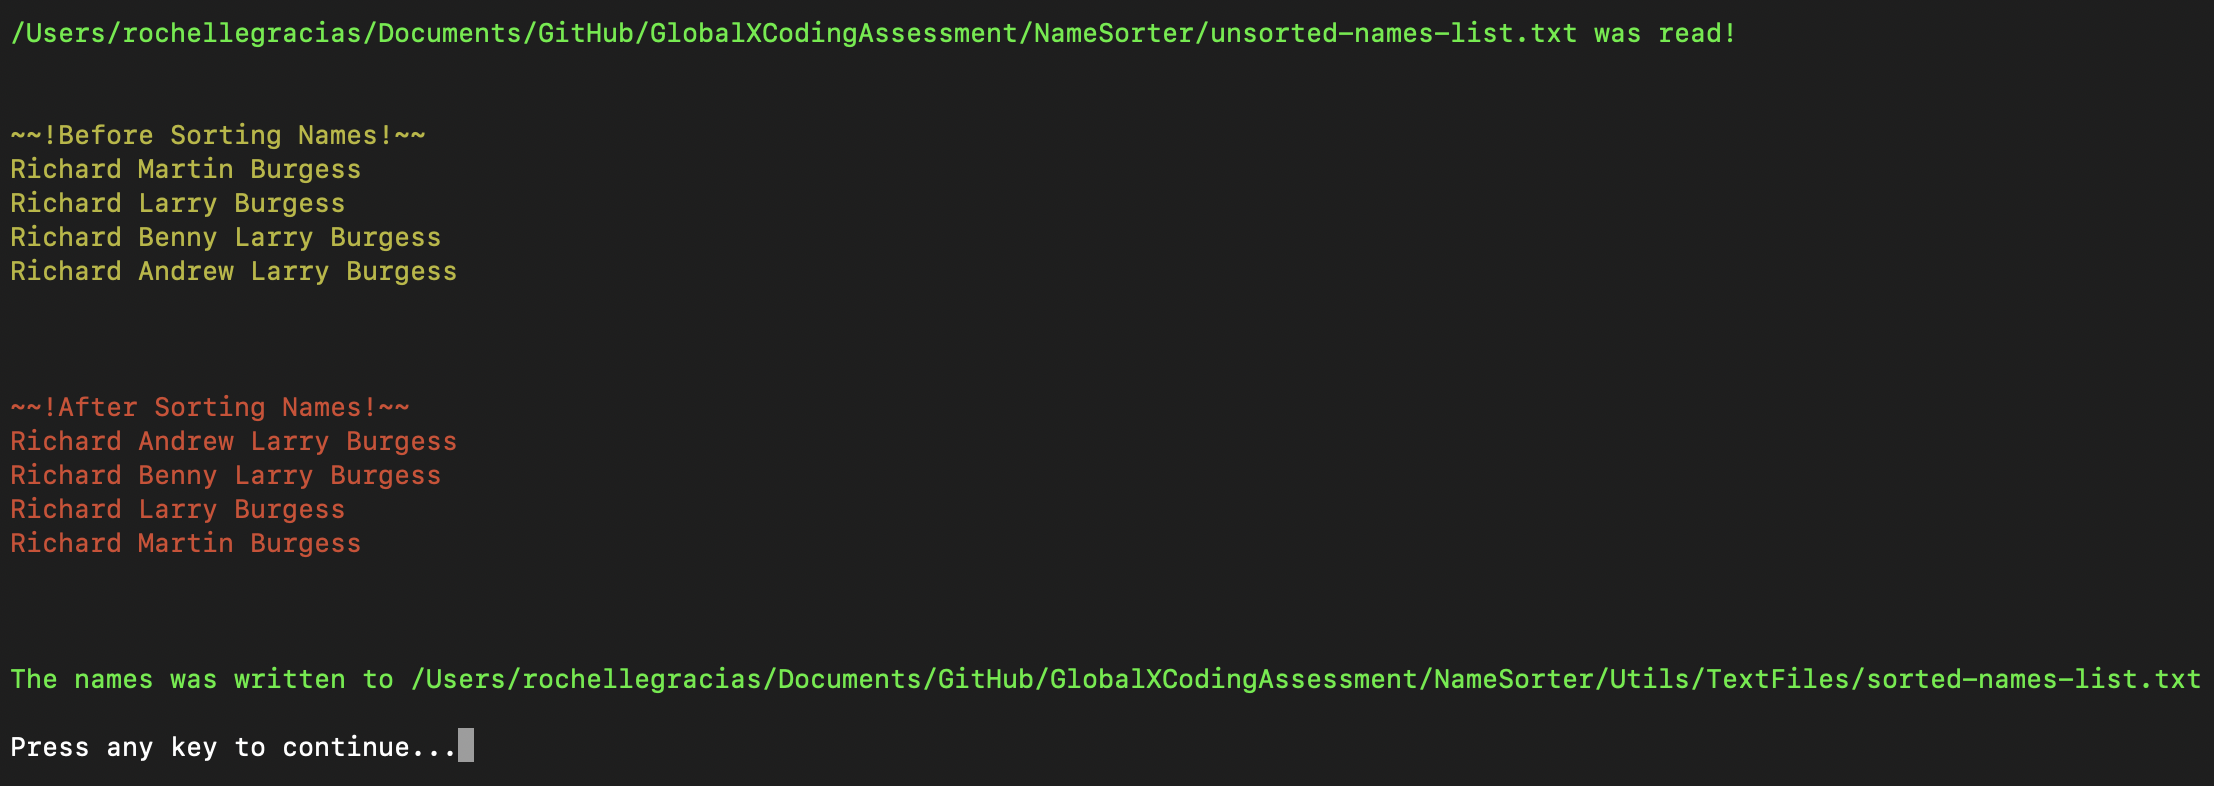 /Users/rochellegracias/Documents/GitHub/GlobalXCodingAssessment/NameSorter/unsorted-names-list.txt was read!
~~!Before Sorting Names!~~
Richard Martin Burgess
Richard Larry Burgess
Richard Benny Larry Burgess
Richard Andrew Larry Burgess
~~!After Sorting Names!~~
Richard Andrew Larry Burgess
Richard Benny Larry Burgess
Richard Larry Burgess
Richard Martin Burgess
The names was written to /Users/rochellegracias/Documents/GitHub/GlobalXCodingAssessment/NameSorter/Utils/TextFiles/sorted-names-list.txt
Press any key to continue...